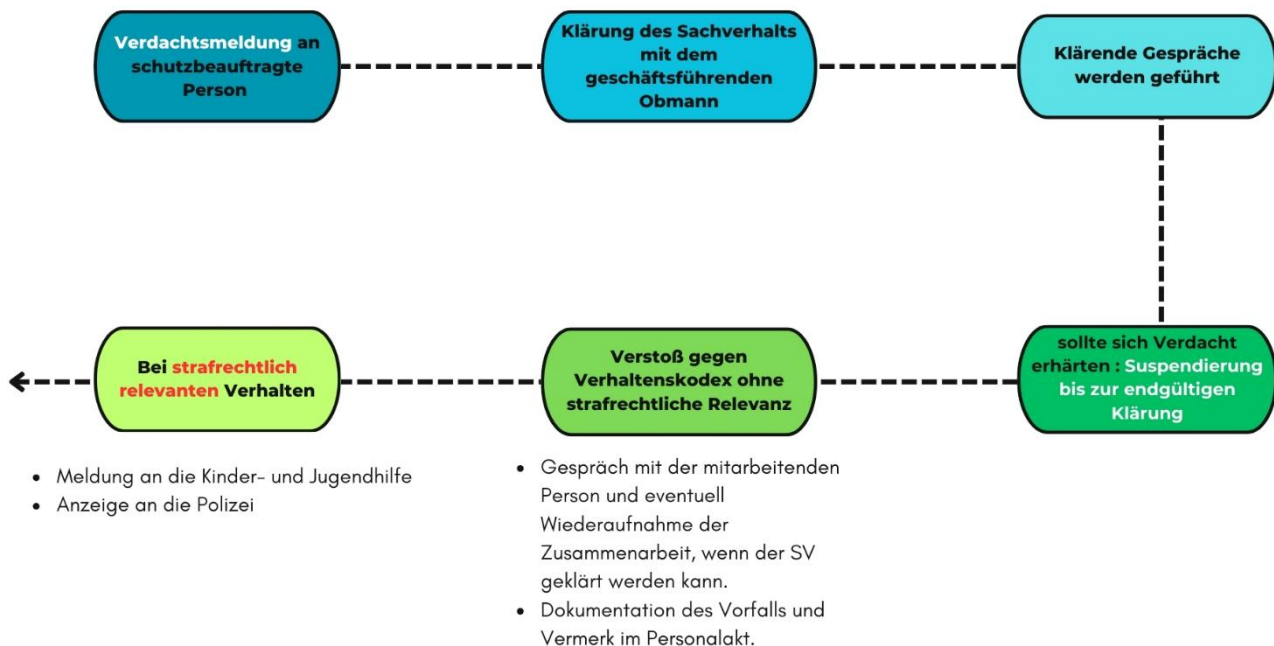 Verdachtsmeldung an
schutzbeauftragte
Person
Klärung des Sachverhalts
mit dem
geschäftsführenden
Obmann
Klärende Gespräche
werden geführt
sollte sich Verdacht
erhärten : Suspendierung
bis zur endgültigen
Klärung
Verstoß gegen
Verhaltenskodex ohne
strafrechtliche Relevanz
• Gespräch mit der mitarbeitenden
Person und eventuell
Wiederaufnahme der
Zusammenarbeit, wenn der SV
geklärt werden kann.
• Dokumentation des Vorfalls und
Vermerk im Personalakt.
Bei strafrechtlich
relevanten Verhalten
• Meldung an die Kinder- und Jugendhilfe
• Anzeige an die Polizei